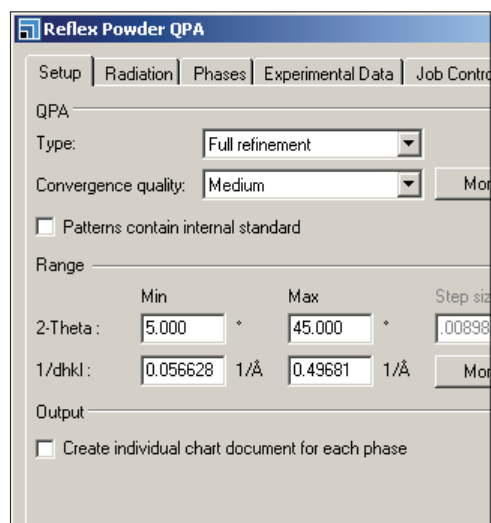 Reflex Powder QPA
Setup Radiation Phases Experimental Data Job Contro
QPA
Type: Full refinement
Convergence quality: Medium Mor
Patterns contain internal standard
Range
Min Max Step siz
2-Theta : 5.000 ° 45.000 ° .00898
1/dhkl : 0.056628 1/Å 0.49681 1/Å Mor
Output
Create individual chart document for each phase